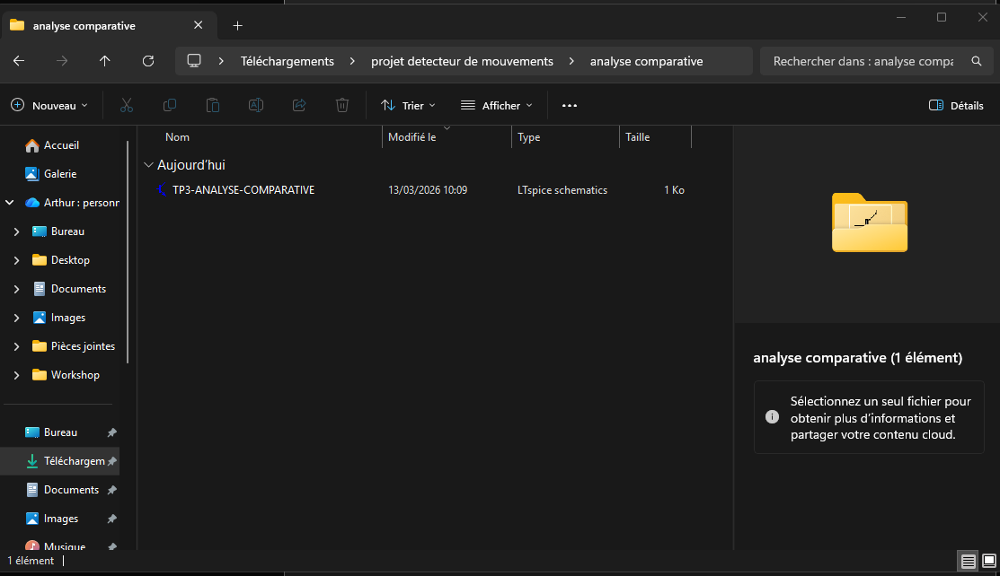 analyse comparative
Téléchargements > projet detecteur de mouvements > analyse comparative
Rechercher dans : analyse compa
Nouveau
Trier
Afficher
Détails
Nom Modifié le Type Taille
Aujourd'hui
TP3-ANALYSE-COMPARATIVE 13/03/2026 10:09 LTspice schematics 1 Ko
Accueil
Galerie
Arthur : personn
Bureau
Desktop
Documents
Images
Pièces jointes
Workshop
Bureau
Téléchargem
Documents
Images
Musique
analyse comparative (1 élément)
Sélectionnez un seul fichier pour
obtenir plus d'informations et
partager votre contenu cloud.
1 élément